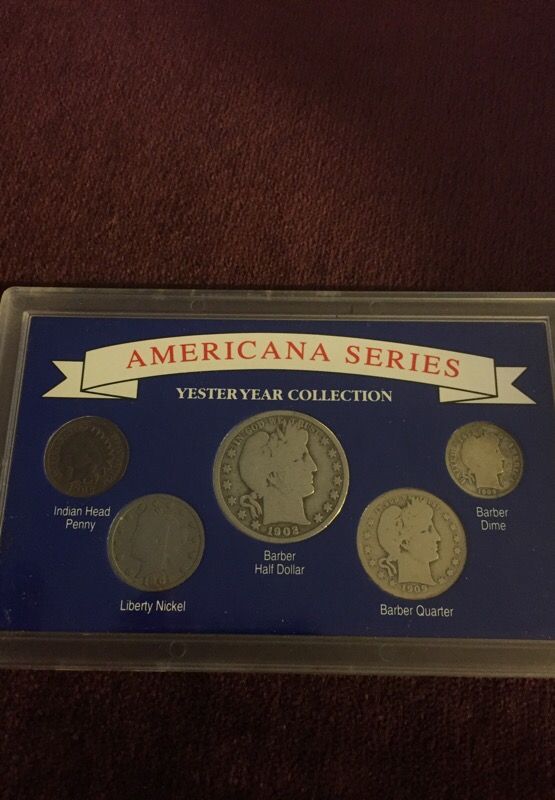 AMERICANA SERIES
YESTERYEAR COLLECTION
Indian Head
Penny
Liberty Nickel
IN GOD WE TRUST
1902
Barber
Half Dollar
1909
Barber Quarter
Barber
Dime